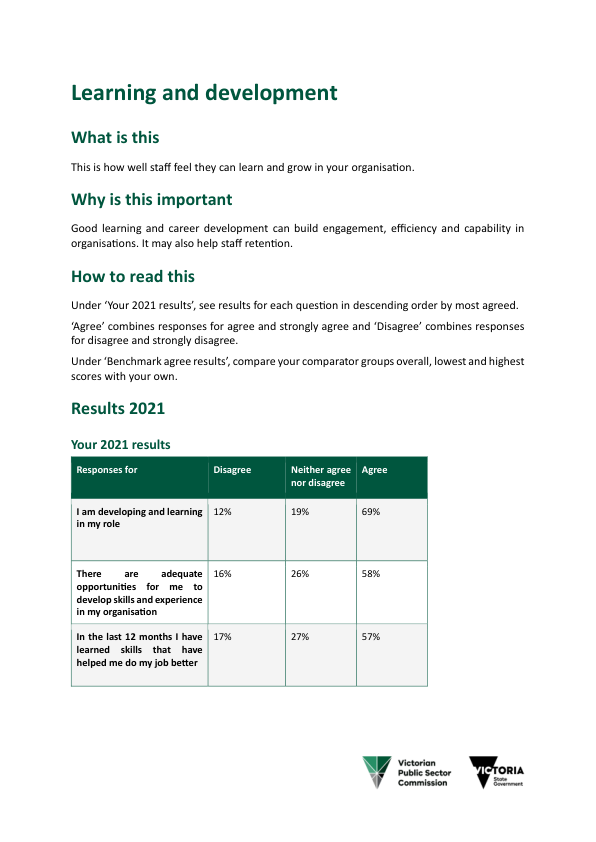 Learning and development
What is this
This is how well staff feel they can learn and grow in your organisation.
Why is this important
Good learning and career development can build engagement, efficiency and capability in
organisations. It may also help staff retention.
How to read this
Under ‘Your 2021 results’, see results for each question in descending order by most agreed.
‘Agree’ combines responses for agree and strongly agree and ‘Disagree’ combines responses
for disagree and strongly disagree.
Under ‘Benchmark agree results’, compare your comparator groups overall, lowest and highest
scores with your own.
Results 2021
Your 2021 results
Responses for
Disagree
Neither agree
nor disagree
Agree
I am developing and learning
in my role
12%
19%
69%
There are adequate
opportunities for me to
develop skills and experience
in my organisation
16%
26%
58%
In the last 12 months I have
learned skills that have
helped me do my job better
17%
27%
57%
Victorian
Public Sector
Commission
VICTORIA
State
Government